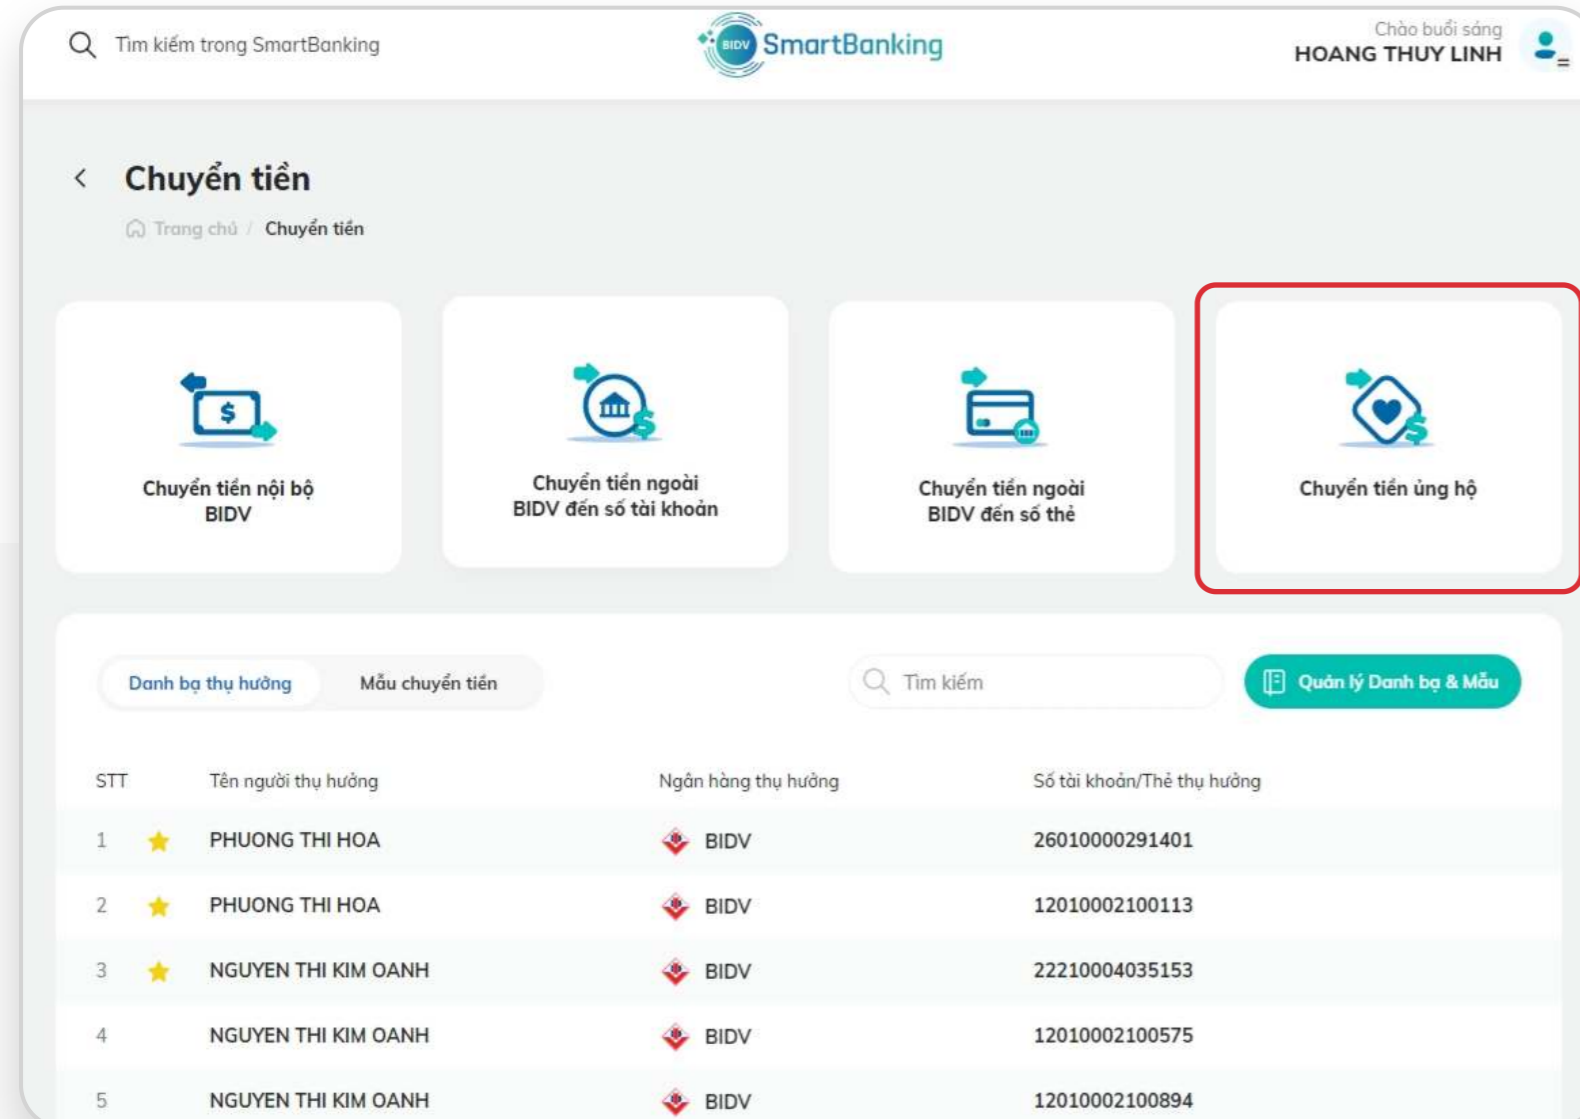 Tìm kiếm trong SmartBanking
BIDV SmartBanking
Chào buổi sáng
HOANG THUY LINH
Chuyển tiền
Trang chủ / Chuyển tiền
Chuyển tiền nội bộ
BIDV
Chuyển tiền ngoài
BIDV đến số tài khoản
Chuyển tiền ngoài
BIDV đến số thẻ
Chuyển tiền ủng hộ
Danh bạ thụ hưởng
Mẫu chuyển tiền
Tìm kiếm
Quản lý Danh bạ & Mẫu
STT Tên người thụ hưởng Ngân hàng thụ hưởng Số tài khoản/Thẻ thụ hưởng
1 PHUONG THI HOA BIDV 26010000291401
2 PHUONG THI HOA BIDV 12010002100113
3 NGUYEN THI KIM OANH BIDV 22210004035153
4 NGUYEN THI KIM OANH BIDV 12010002100575
5 NGUYEN THI KIM OANH BIDV 12010002100894